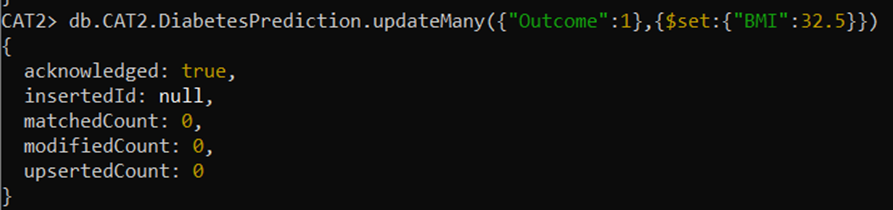 CAT2> db.CAT2.DiabetesPrediction.updateMany({"Outcome":1},{$set:{"BMI":32.5}})
{
  acknowledged: true,
  insertedId: null,
  matchedCount: 0,
  modifiedCount: 0,
  upsertedCount: 0
}